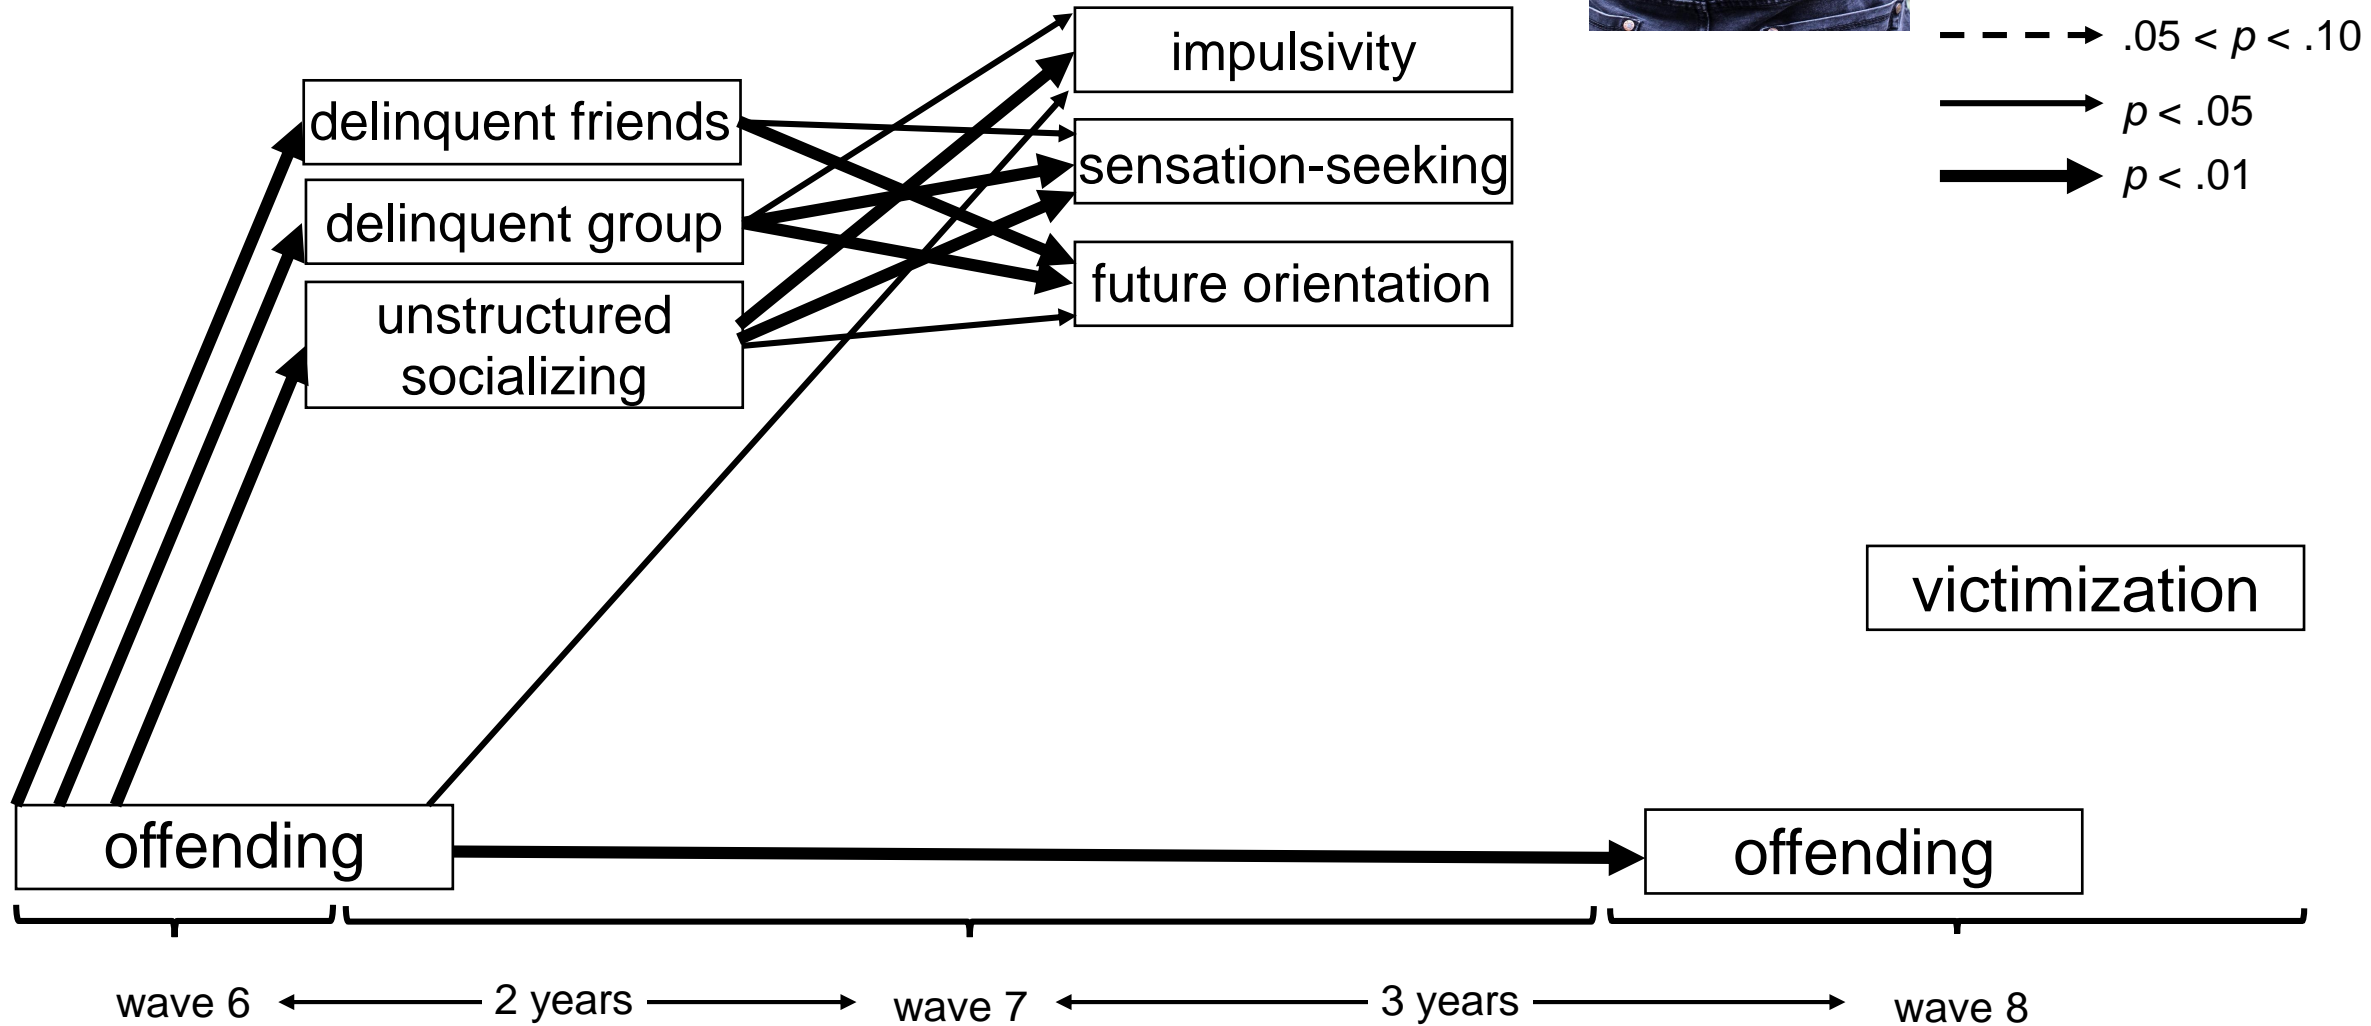 impulsivity
.05 < p < .10
delinquent friends
p < .05
sensation-seeking
p < .01
delinquent group
future orientation
unstructured
socializing
victimization
offending
offending
wave 6
2 years
wave 7
3 years
wave 8